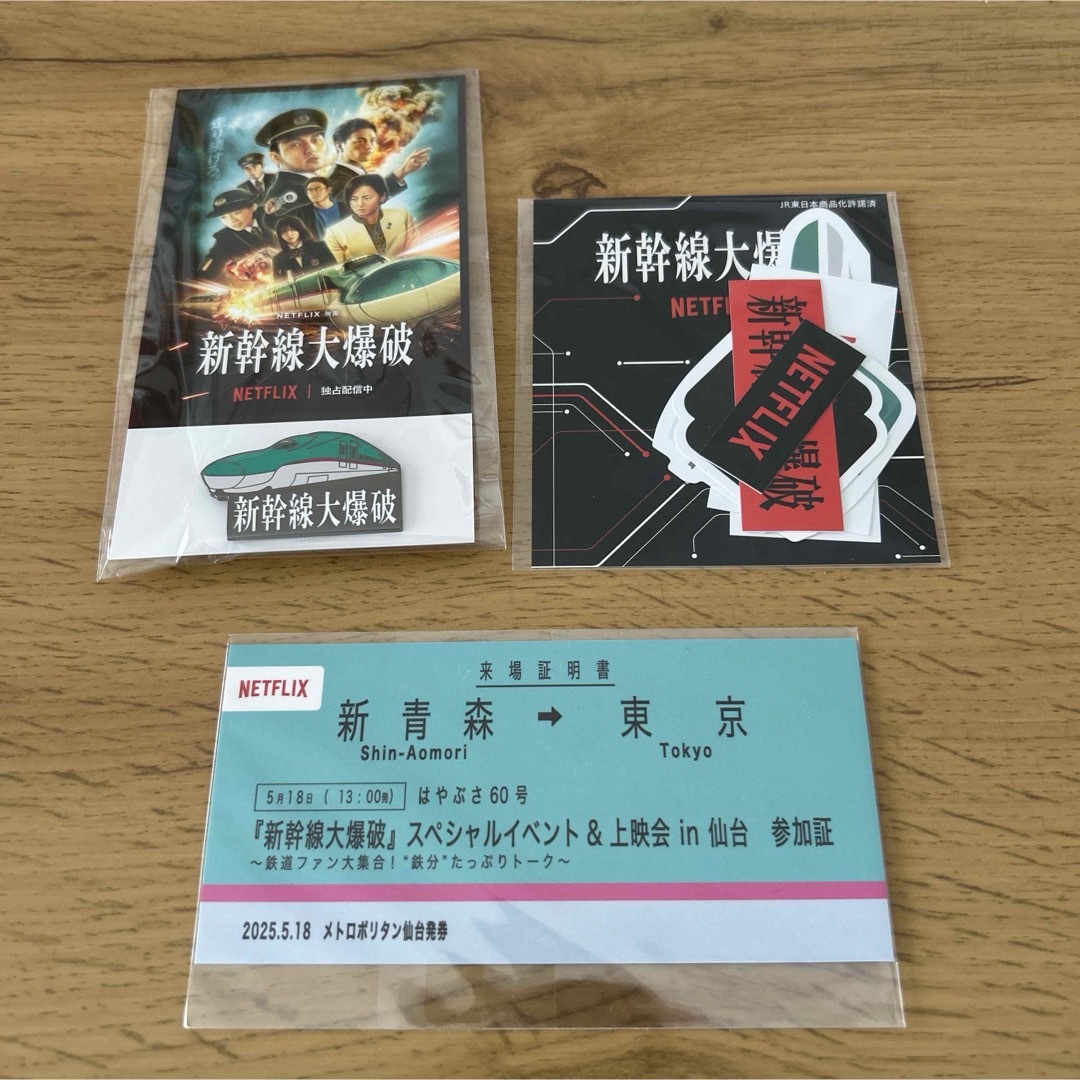 走り続けろ
NETFLIX 映画
新幹線大爆破
NETFLIX | 独占配信中
新幹線大爆破
JR東日本商品化許諾済
新幹線大爆
NETFLI
新幹
爆破
NETFLIX
NETFLIX
来場証明書
新青森 ➡ 東京
Shin-Aomori Tokyo
5月18日 ( 13:00発) はやぶさ 60 号
『新幹線大爆破』スペシャルイベント & 上映会 in 仙台 参加証
～鉄道ファン大集合！“鉄分”たっぷりトーク～
2025.5.18 メトロポリタン仙台発券